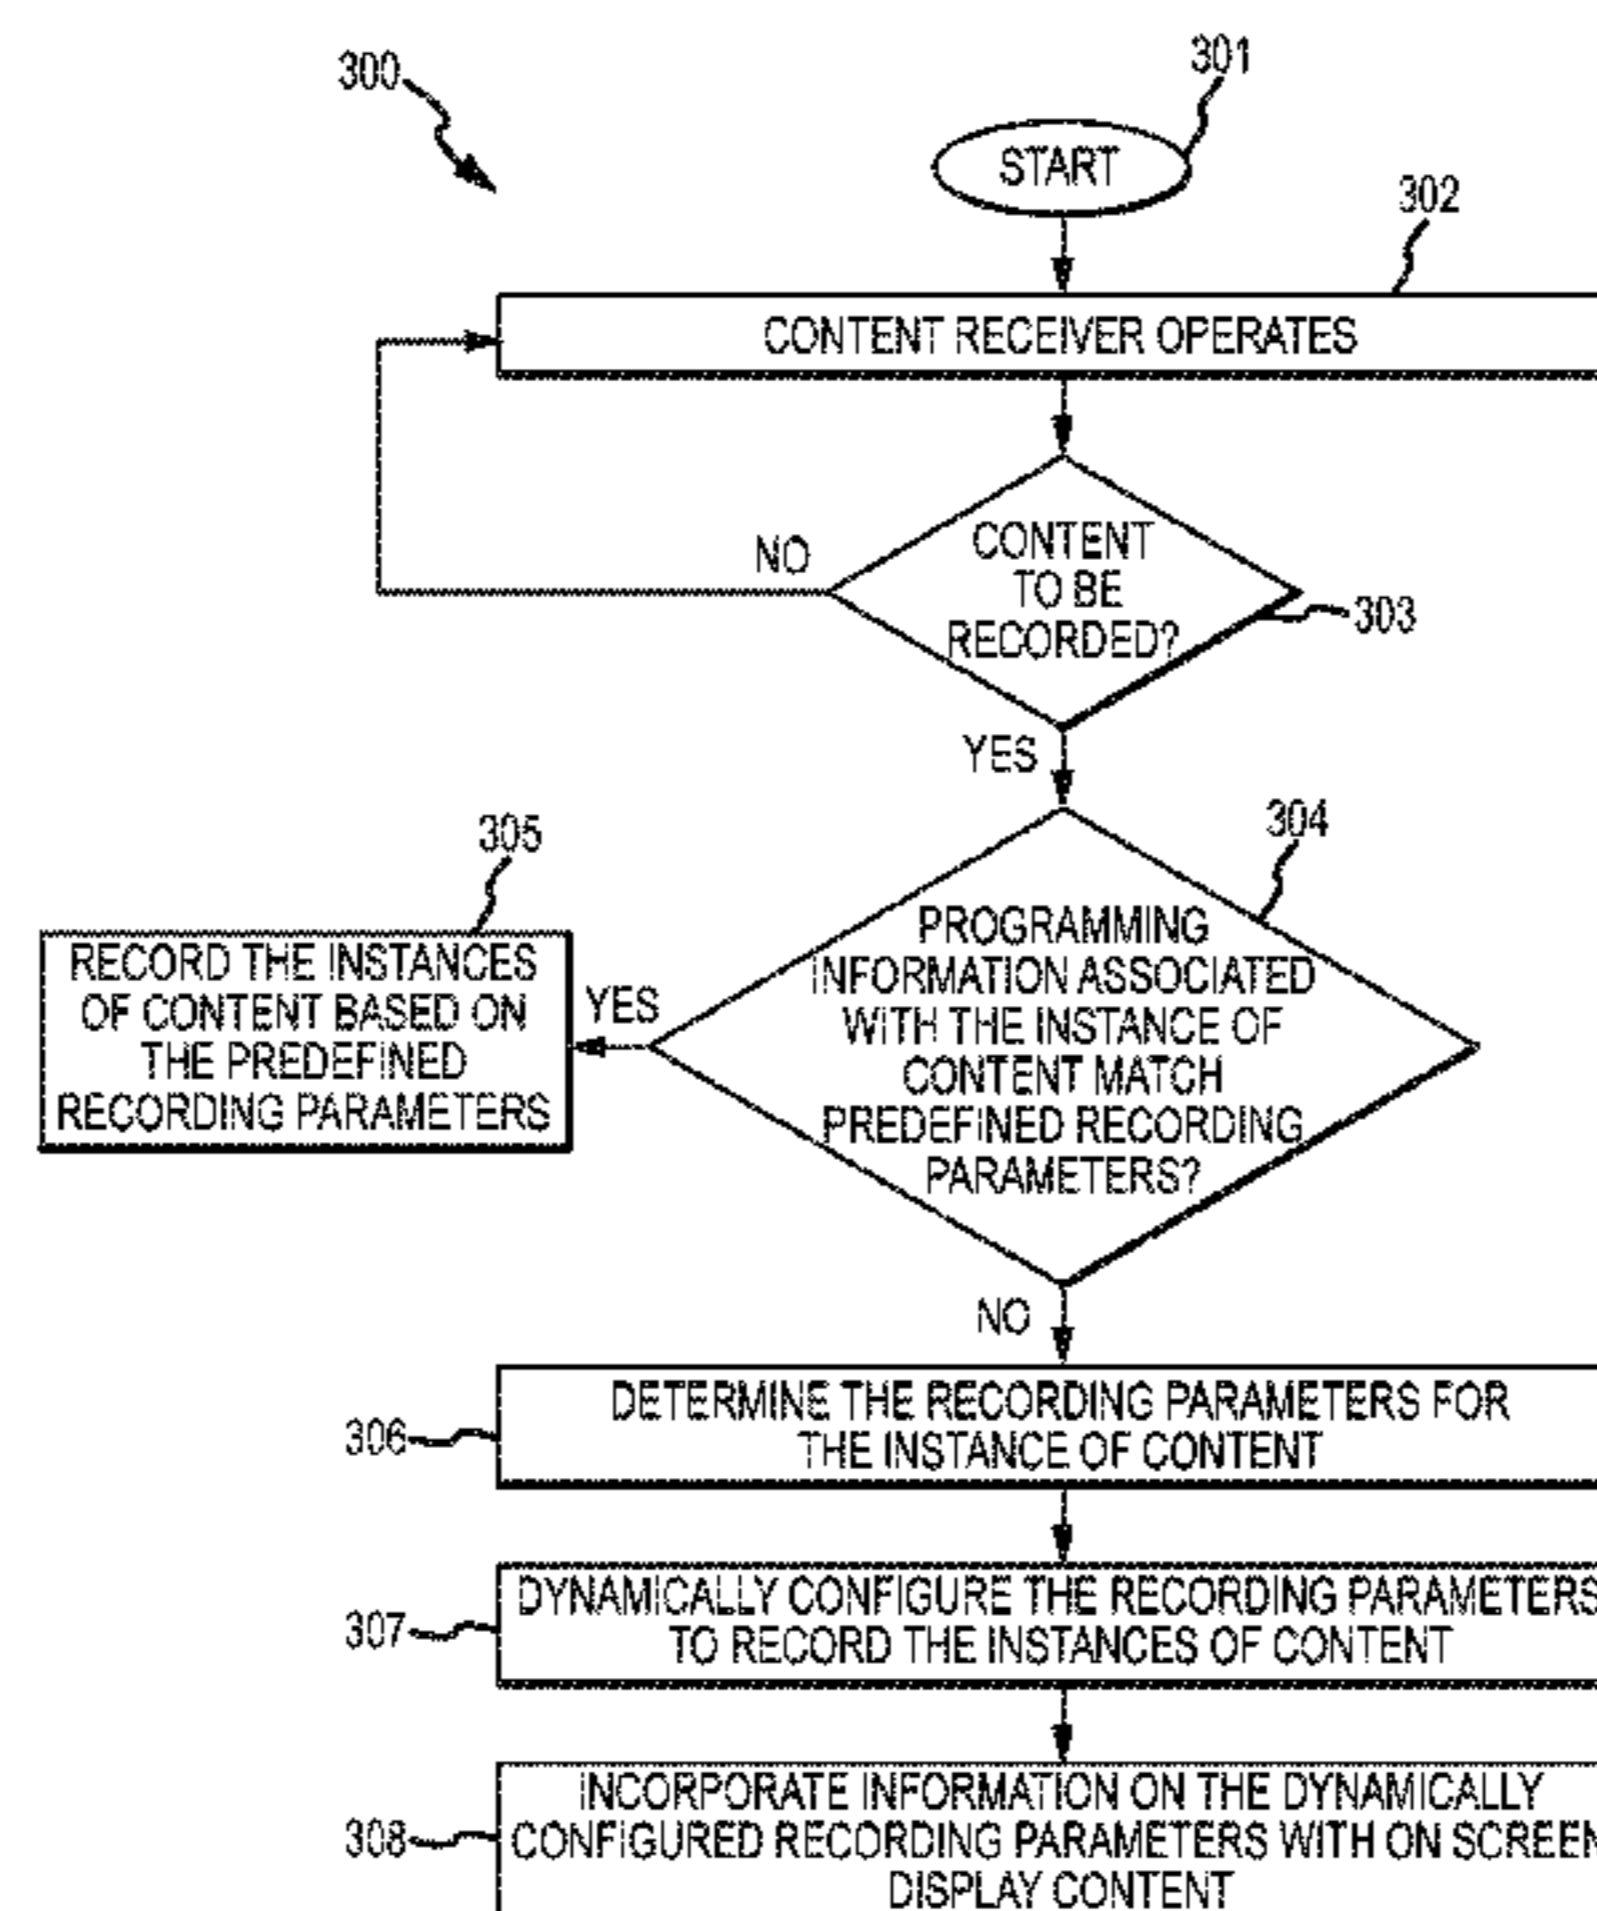 300
301
START
302
CONTENT RECEIVER OPERATES
NO
CONTENT
TO BE
RECORDED?
303
YES
304
305
PROGRAMMING
INFORMATION ASSOCIATED
WITH THE INSTANCE OF
CONTENT MATCH
PREDEFINED RECORDING
PARAMETERS?
YES
RECORD THE INSTANCES
OF CONTENT BASED ON
THE PREDEFINED
RECORDING PARAMETERS
NO
306
DETERMINE THE RECORDING PARAMETERS FOR
THE INSTANCE OF CONTENT
307
DYNAMICALLY CONFIGURE THE RECORDING PARAMETERS
TO RECORD THE INSTANCES OF CONTENT
308
INCORPORATE INFORMATION ON THE DYNAMICALLY
CONFIGURED RECORDING PARAMETERS WITH ON SCREEN
DISPLAY CONTENT